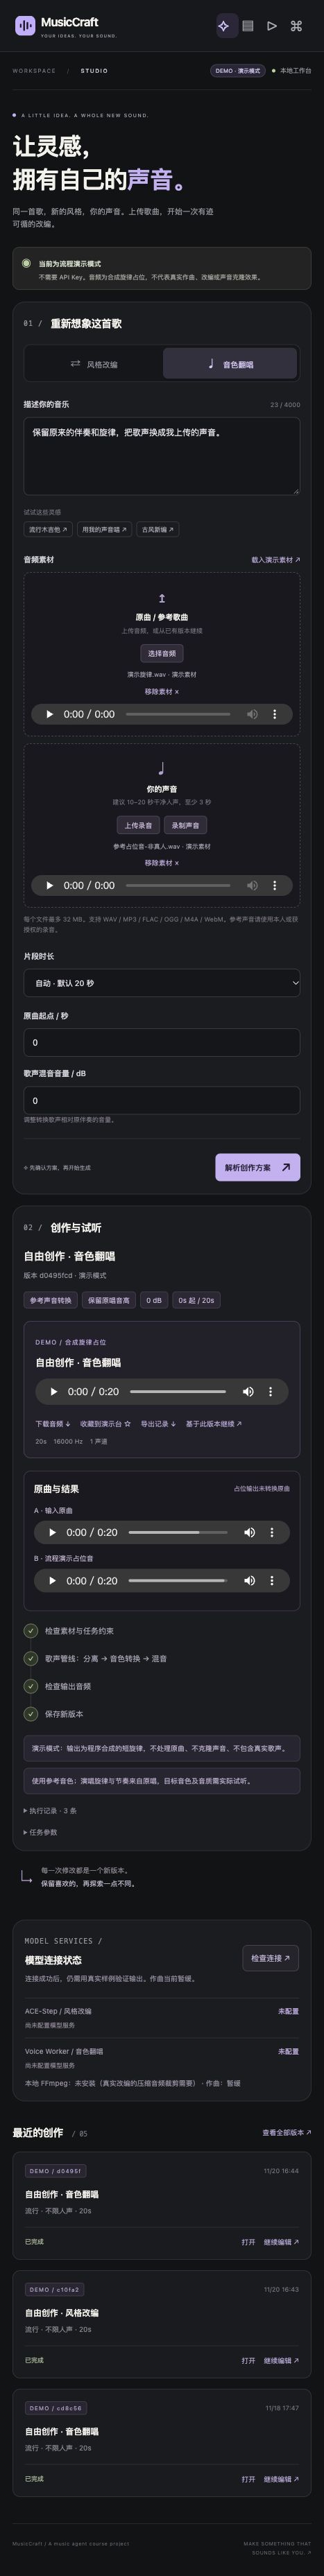 MusicCraft
YOUR IDEAS. YOUR SOUND.
WORKSPACE / STUDIO
DEMO · 演示模式
本地工作台
A LITTLE IDEA. A WHOLE NEW SOUND.
让灵感，
拥有自己的声音。
同一首歌，新的风格，你的声音。上传歌曲，开始一次有迹
可循的改编。
当前为流程演示模式
不需要 API Key。音频为合成旋律占位，不代表真实作曲、改编或声音克隆效果。
01 / 重新想象这首歌
风格改编
音色翻唱
描述你的音乐
23 / 4000
保留原来的伴奏和旋律，把歌声换成我上传的声音。
试试这些灵感
流行木吉他 ↗
用我的声音唱 ↗
古风新编 ↗
音频素材
载入演示素材 ↗
原曲 / 参考歌曲
上传音频，或从已有版本继续
选择音频
演示旋律.wav · 演示素材
移除素材 ×
0:00 / 0:00
你的声音
建议 10–20 秒干净人声，至少 3 秒
上传录音
录制声音
参考占位音-非真人.wav · 演示素材
移除素材 ×
0:00 / 0:00
每个文件最多 32 MB。支持 WAV / MP3 / FLAC / OGG / M4A / WebM。参考声音请使用本人或获
授权的录音。
片段时长
自动 · 默认 20 秒
原曲起点 / 秒
0
歌声混音音量 / dB
0
调整转换歌声相对原伴奏的音量。
先确认方案，再开始生成
解析创作方案 ↗
02 / 创作与试听
自由创作 · 音色翻唱
版本 d0495fcd · 演示模式
参考声音转换
保留原唱音高
0 dB
0s 起 / 20s
DEMO / 合成旋律占位
自由创作 · 音色翻唱
0:00 / 0:20
下载音频 ↓
收藏到演示台 ☆
导出记录 ↓
基于此版本继续 ↗
20s 16000 Hz 1 声道
原曲与结果
占位输出未转换原曲
A · 输入原曲
0:00 / 0:20
B · 流程演示占位音
0:00 / 0:20
检查素材与任务约束
歌声管线：分离 → 音色转换 → 混音
检查输出音频
保存新版本
演示模式：输出为程序合成的短旋律，不处理原曲、不克隆声音、不包含真实歌声。
使用参考音色：演唱旋律与节奏来自原唱，目标音色及音质需实际试听。
执行记录 · 3 条
任务参数
每一次修改都是一个新版本。
保留喜欢的，再探索一点不同。
MODEL SERVICES /
模型连接状态
检查连接 ↗
连接成功后，仍需用真实样例验证输出。作曲当前暂缓。
ACE-Step / 风格改编
未配置
尚未配置模型服务
Voice Worker / 音色翻唱
未配置
尚未配置模型服务
本地 FFmpeg：未安装（真实改编的压缩音频裁剪需要） · 作曲：暂缓
最近的创作 / 05
查看全部版本 ↗
DEMO / d0495f
11/20 16:44
自由创作 · 音色翻唱
流行 · 不限人声 · 20s
已完成
打开
继续编辑 ↗
DEMO / c10fa2
11/20 16:43
自由创作 · 风格改编
流行 · 不限人声 · 20s
已完成
打开
继续编辑 ↗
DEMO / cd8c56
11/18 17:47
自由创作 · 音色翻唱
流行 · 不限人声 · 20s
已完成
打开
继续编辑 ↗
MusicCraft / A music agent course project
MAKE SOMETHING THAT
SOUNDS LIKE YOU. ↗